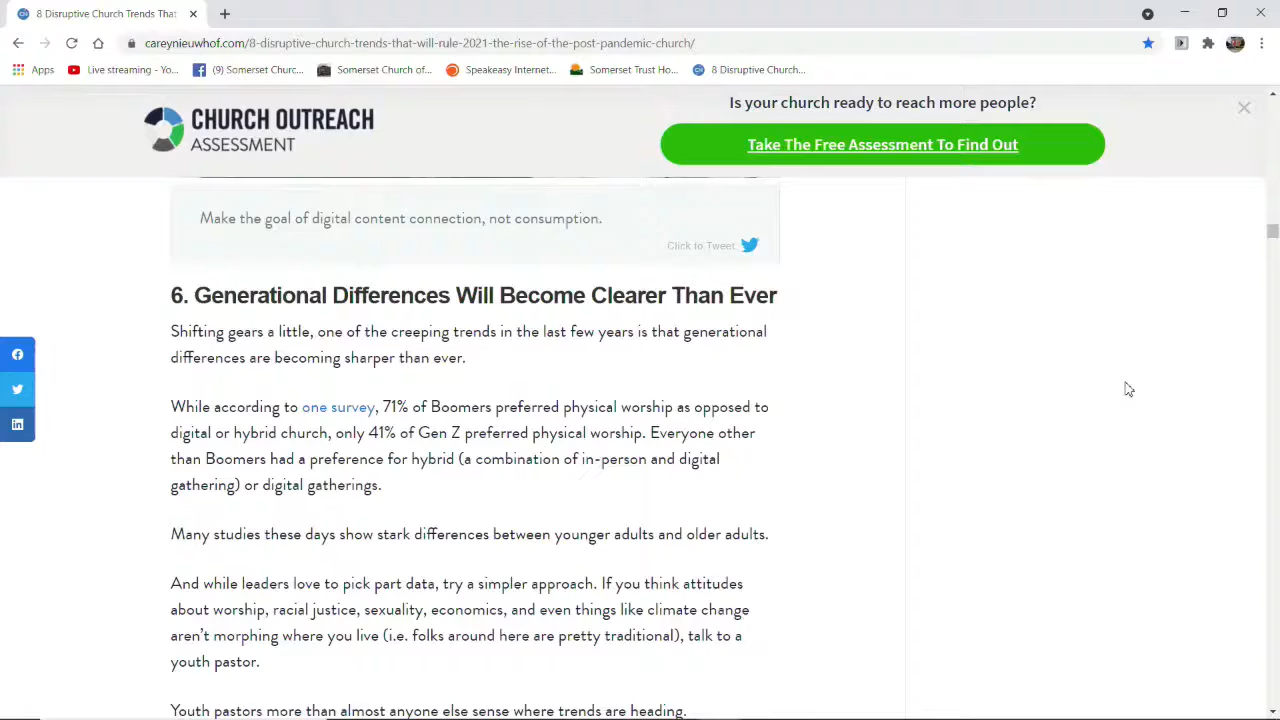 8 Disruptive Church Trends That
careynieuwhof.com/8-disruptive-church-trends-that-will-rule-2021-the-rise-of-the-post-pandemic-church/
Apps
Live streaming - Yo...
(9) Somerset Churc...
Somerset Church of...
Speakeasy Internet...
Somerset Trust Ho...
8 Disruptive Church...
CHURCH OUTREACH
ASSESSMENT
Is your church ready to reach more people?
Take The Free Assessment To Find Out
Make the goal of digital content connection, not consumption.
Click to Tweet
6. Generational Differences Will Become Clearer Than Ever
Shifting gears a little, one of the creeping trends in the last few years is that generational
differences are becoming sharper than ever.
While according to one survey, 71% of Boomers preferred physical worship as opposed to
digital or hybrid church, only 41% of Gen Z preferred physical worship. Everyone other
than Boomers had a preference for hybrid (a combination of in-person and digital
gathering) or digital gatherings.
Many studies these days show stark differences between younger adults and older adults.
And while leaders love to pick part data, try a simpler approach. If you think attitudes
about worship, racial justice, sexuality, economics, and even things like climate change
aren't morphing where you live (i.e. folks around here are pretty traditional), talk to a
youth pastor.
Youth pastors more than almost anyone else sense where trends are heading.